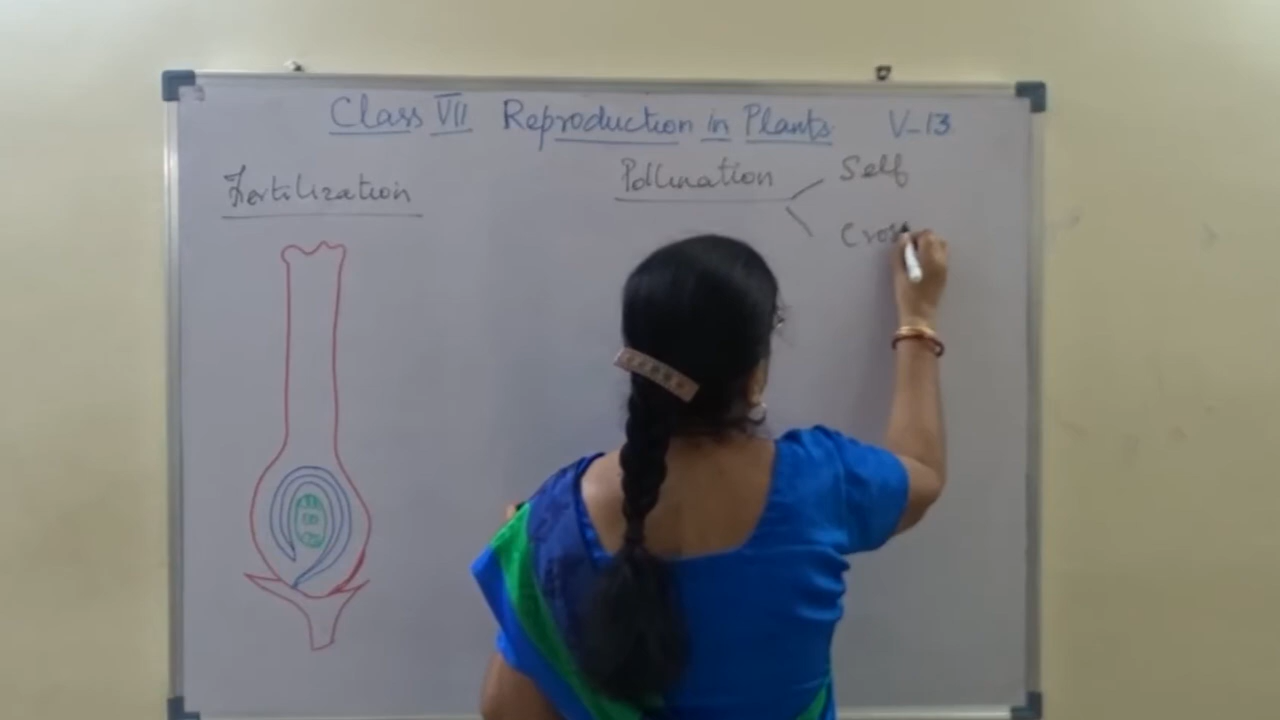 Class VII Reproduction in Plants V-13
Fertilization
Pollination
Self
Cross